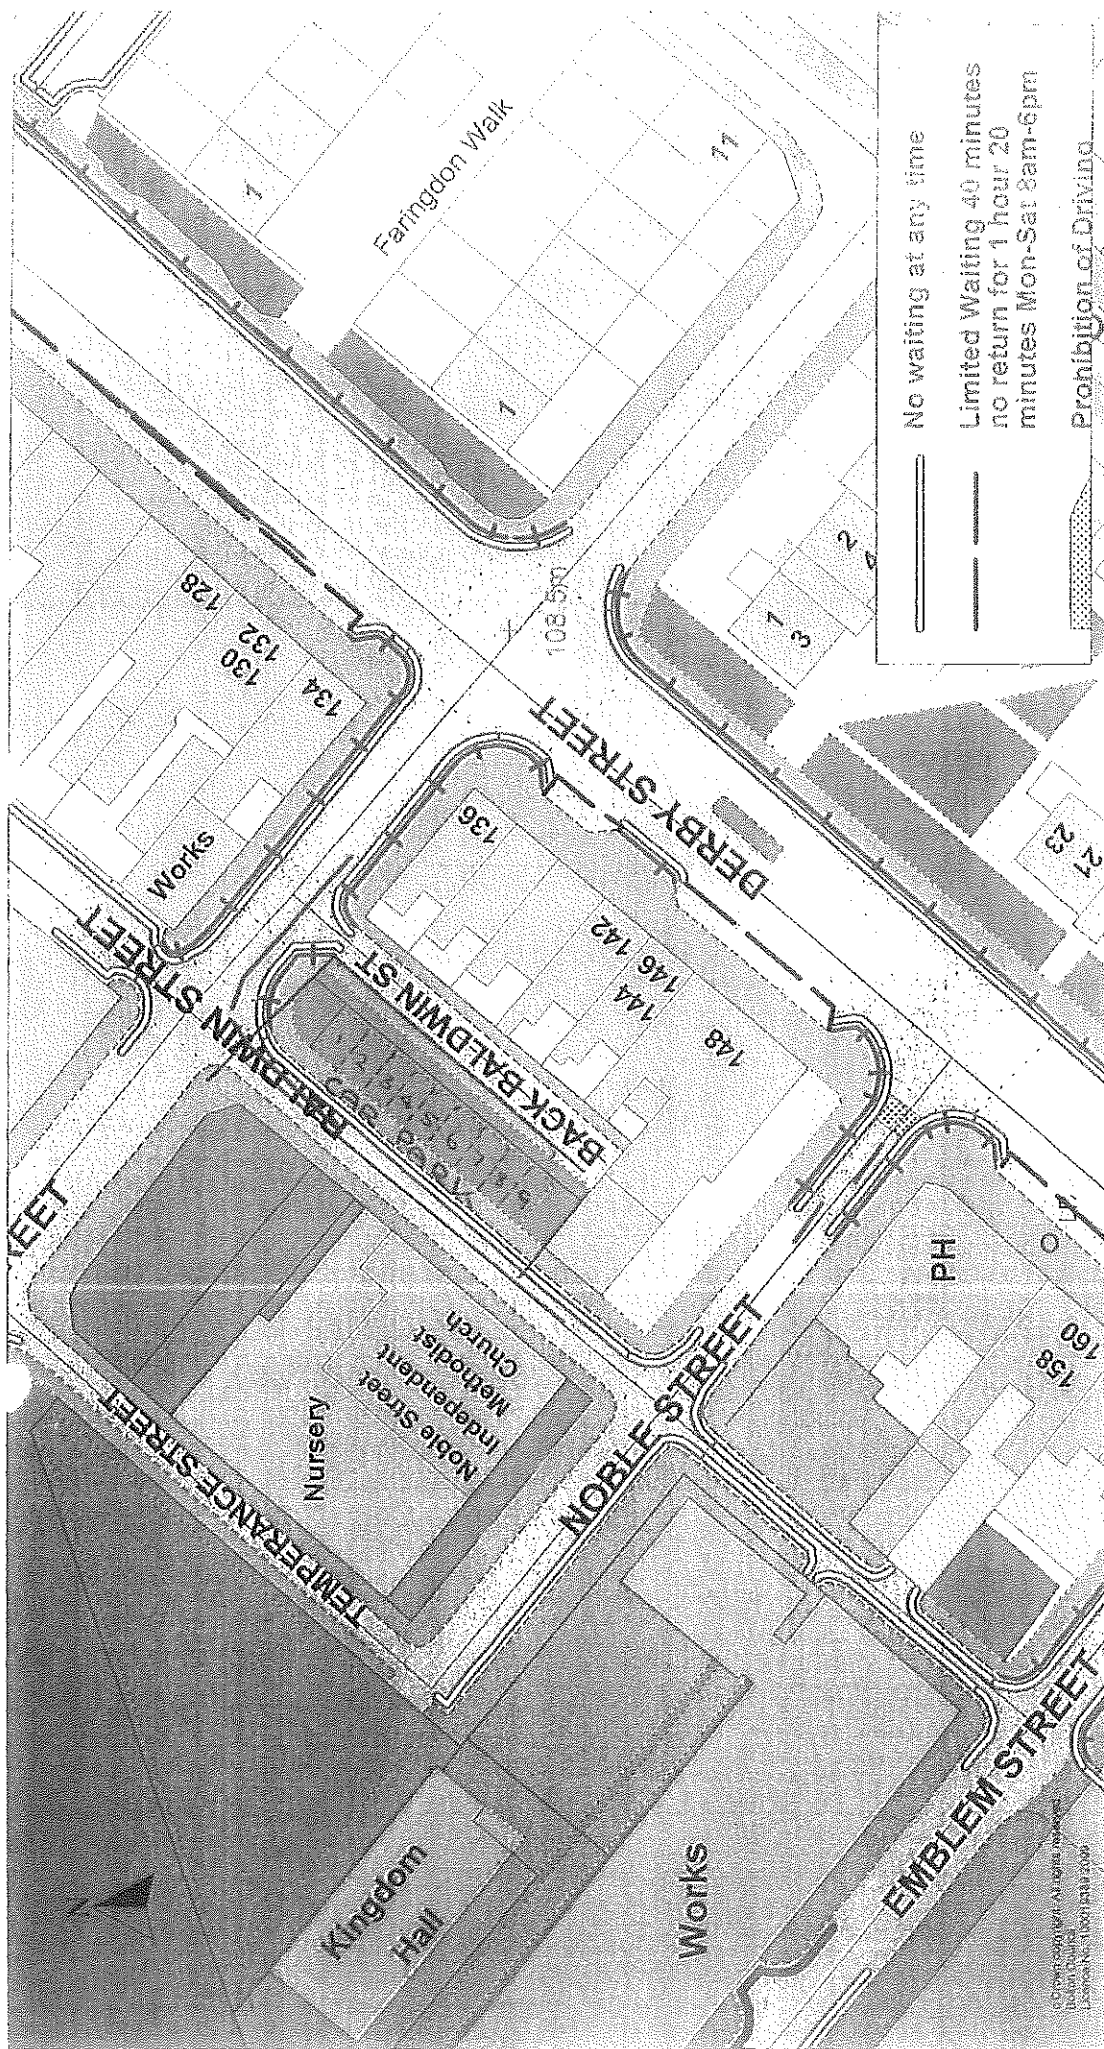 No waiting at any time
Limited Waiting 40 minutes
no return for 1 hour 20
minutes Mon-Sat 8am-6pm
Prohibition of Driving
Faringdon Walk
1
1
11
128
132
130
134
Works
108.5m
1
3
2
4
DERBY STREET
136
142
146
144
148
BACK BALDWIN ST
BALDWIN STREET
23
21
REET
TEMPERANCE STREET
Nursery
Noble Street
Independent
Methodist
Church
NOBLE STREET
PH
158
160
Kingdom
Hall
Works
EMBLEM STREET